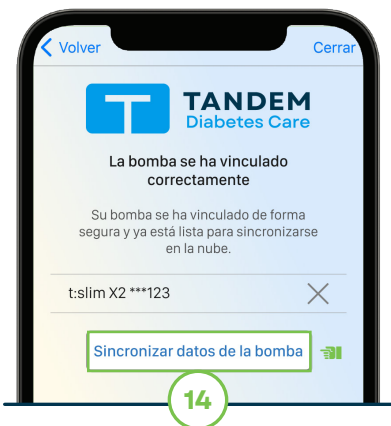 Volver Cerrar
TANDEM
Diabetes Care
La bomba se ha vinculado
correctamente
Su bomba se ha vinculado de forma
segura y ya está lista para sincronizarse
en la nube.
t:slim X2 ***123
Sincronizar datos de la bomba
14